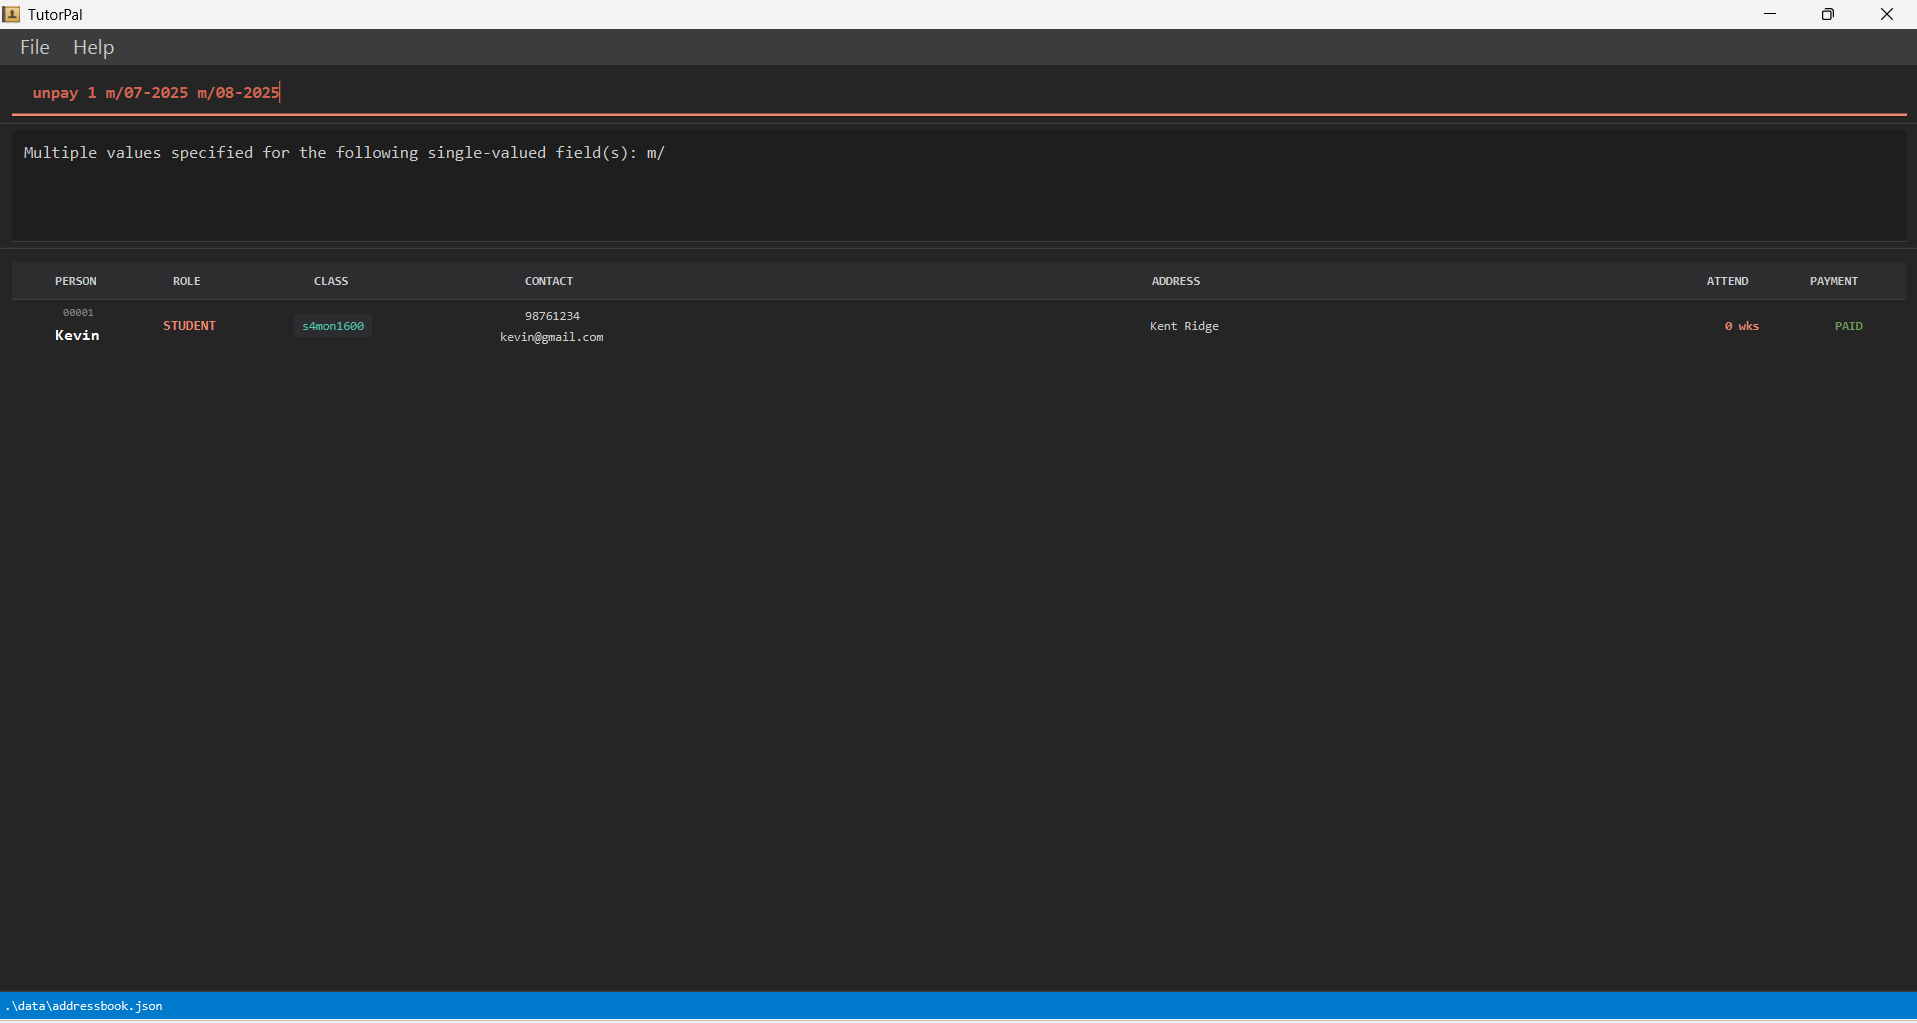 TutorPal
File Help
unpay 1 m/07-2025 m/08-2025
Multiple values specified for the following single-valued field(s): m/
PERSON ROLE CLASS CONTACT ADDRESS ATTEND PAYMENT
00001
Kevin
STUDENT
s4mon1600
98761234
kevin@gmail.com
Kent Ridge
0 wks
PAID
.\data\addressbook.json